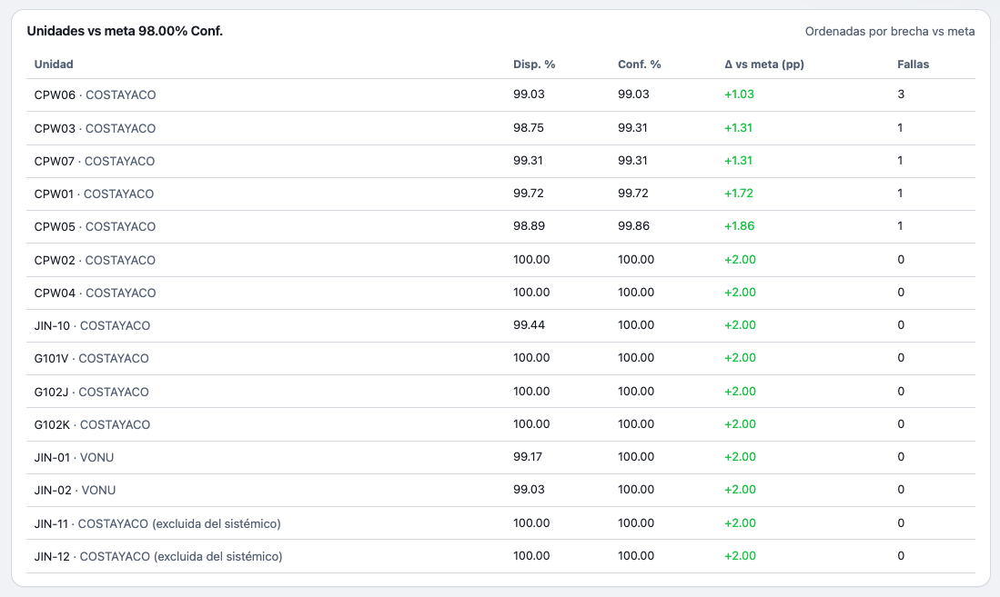 Unidades vs meta 98.00% Conf.
Ordenadas por brecha vs meta
Unidad Disp. % Conf. % Δ vs meta (pp) Fallas
CPW06 · COSTAYACO 99.03 99.03 +1.03 3
CPW03 · COSTAYACO 98.75 99.31 +1.31 1
CPW07 · COSTAYACO 99.31 99.31 +1.31 1
CPW01 · COSTAYACO 99.72 99.72 +1.72 1
CPW05 · COSTAYACO 98.89 99.86 +1.86 1
CPW02 · COSTAYACO 100.00 100.00 +2.00 0
CPW04 · COSTAYACO 100.00 100.00 +2.00 0
JIN-10 · COSTAYACO 99.44 100.00 +2.00 0
G101V · COSTAYACO 100.00 100.00 +2.00 0
G102J · COSTAYACO 100.00 100.00 +2.00 0
G102K · COSTAYACO 100.00 100.00 +2.00 0
JIN-01 · VONU 99.17 100.00 +2.00 0
JIN-02 · VONU 99.03 100.00 +2.00 0
JIN-11 · COSTAYACO (excluida del sistémico) 100.00 100.00 +2.00 0
JIN-12 · COSTAYACO (excluida del sistémico) 100.00 100.00 +2.00 0